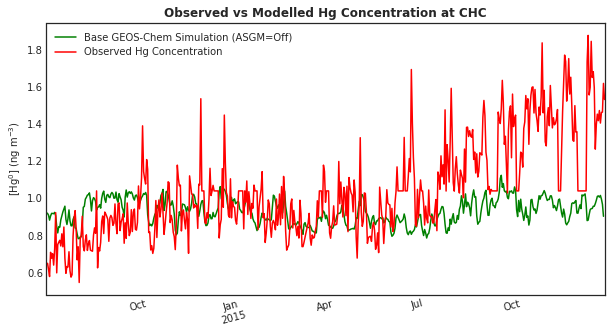 Observed vs Modelled Hg Concentration at CHC
Base GEOS-Chem Simulation (ASGM=Off)
Observed Hg Concentration
[Hg⁰] (ng m⁻³)
1.8
1.6
1.4
1.2
1.0
0.8
0.6
Oct
Jan
2015
Apr
Jul
Oct